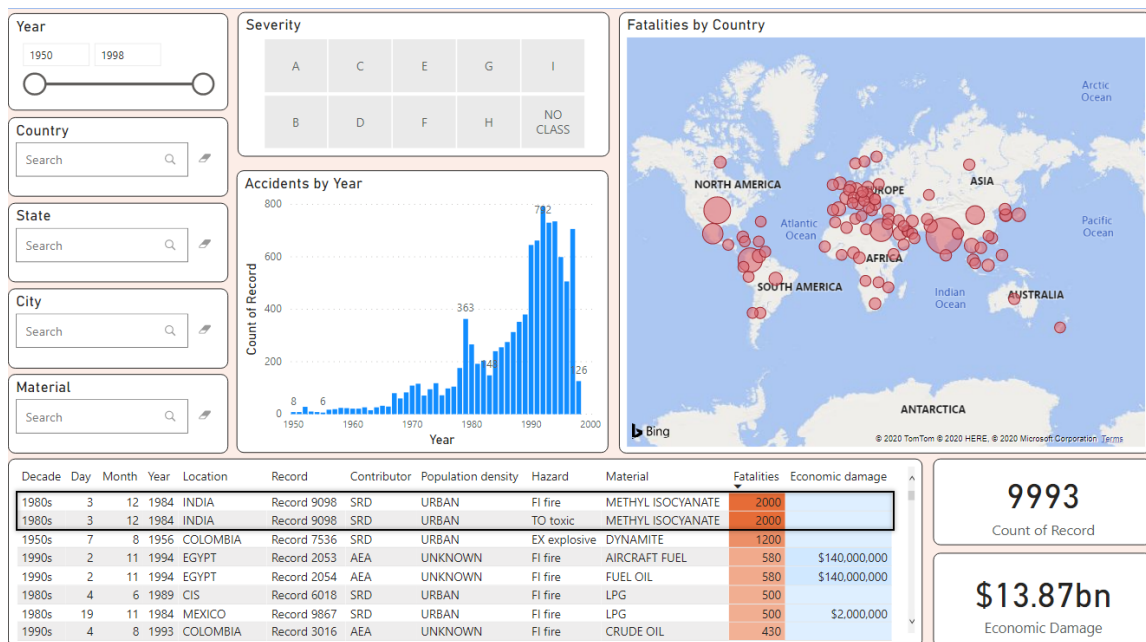 Year
1950 1998
Country
Search
State
Search
City
Search
Material
Search
Severity
A C E G I
B D F H NO CLASS
Accidents by Year
Count of Record
800
600
400
200
0
8
6
363
126
1950 1960 1970 1980 1990 2000
Year
Fatalities by Country
Arctic Ocean
NORTH AMERICA
ASIA
Atlantic Ocean
Pacific Ocean
AFRICA
SOUTH AMERICA
Indian Ocean
AUSTRALIA
ANTARCTICA
Bing
© 2020 TomTom © 2020 HERE, © 2020 Microsoft Corporation Terms
Decade Day Month Year Location Record Contributor Population density Hazard Material Fatalities Economic damage
1980s 3 12 1984 INDIA Record 9098 SRD URBAN FI fire METHYL ISOCYANATE 2000
1980s 3 12 1984 INDIA Record 9098 SRD URBAN TO toxic METHYL ISOCYANATE 2000
1950s 7 8 1956 COLOMBIA Record 7536 SRD URBAN EX explosive DYNAMITE 1200
1990s 2 11 1994 EGYPT Record 2053 AEA UNKNOWN FI fire AIRCRAFT FUEL 580 $140,000,000
1990s 2 11 1994 EGYPT Record 2054 AEA UNKNOWN FI fire FUEL OIL 580 $140,000,000
1980s 4 6 1989 CIS Record 6018 SRD URBAN FI fire LPG 500
1980s 19 11 1984 MEXICO Record 9867 SRD URBAN FI fire LPG 500 $2,000,000
1990s 4 8 1993 COLOMBIA Record 3016 AEA URBAN FI fire CRUDE OIL 430
9993
Count of Record
$13.87bn
Economic Damage